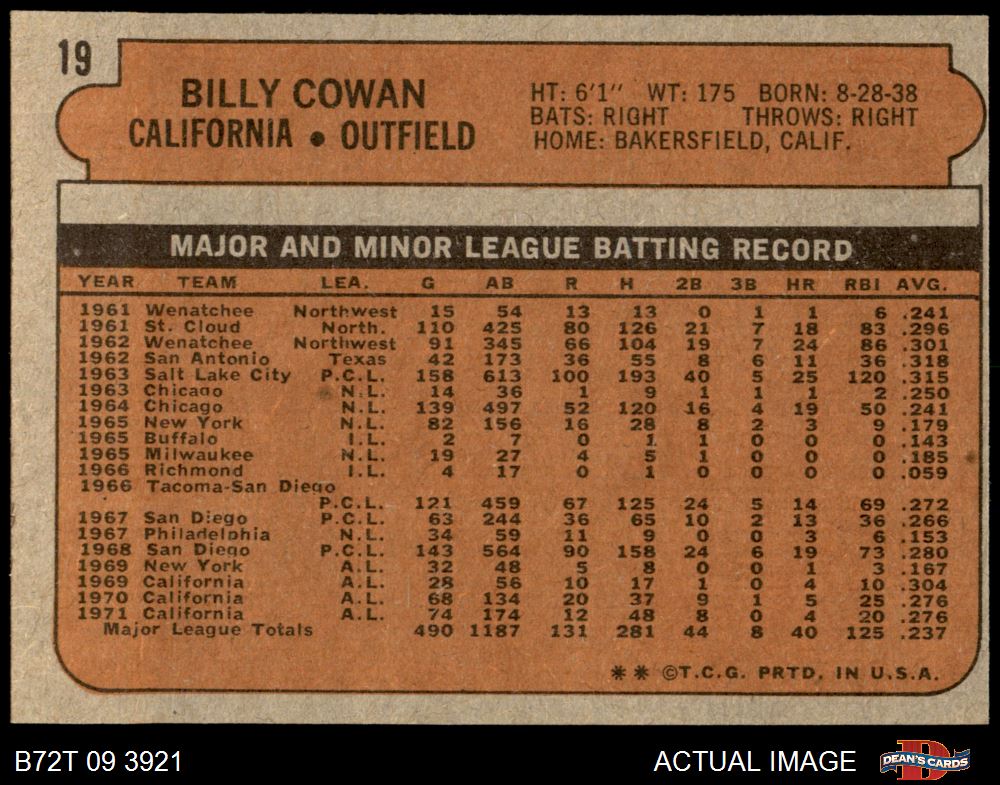 19
BILLY COWAN
CALIFORNIA • OUTFIELD
HT: 6'1" WT: 175 BORN: 8-28-38
BATS: RIGHT THROWS: RIGHT
HOME: BAKERSFIELD, CALIF.
MAJOR AND MINOR LEAGUE BATTING RECORD
YEAR TEAM LEA. G AB R H 2B 3B HR RBI AVG.
1961 Wenatchee Northwest 15 54 13 13 0 1 1 6 .241
1961 St. Cloud North. 110 425 80 126 21 7 18 83 .296
1962 Wenatchee Northwest 91 345 66 104 19 7 24 86 .301
1962 San Antonio Texas 42 173 36 55 8 6 11 36 .318
1963 Salt Lake City P.C.L. 158 613 100 193 40 5 25 120 .315
1963 Chicago N.L. 14 36 1 9 1 1 1 2 .250
1964 Chicago N.L. 139 497 52 120 16 4 19 50 .241
1965 New York N.L. 82 156 16 28 8 2 3 9 .179
1965 Buffalo I.L. 2 7 0 1 1 0 0 0 .143
1965 Milwaukee N.L. 19 27 4 5 1 0 0 0 .185
1966 Richmond I.L. 4 17 0 1 0 0 0 0 .059
1966 Tacoma-San Diego
P.C.L. 121 459 67 125 24 5 14 69 .272
1967 San Diego P.C.L. 63 244 36 65 10 2 13 36 .266
1967 Philadelphia N.L. 34 59 11 9 0 0 3 6 .153
1968 San Diego P.C.L. 143 564 90 158 24 6 19 73 .280
1969 New York A.L. 32 48 5 8 0 0 1 3 .167
1969 California A.L. 28 56 10 17 1 0 4 10 .304
1970 California A.L. 68 134 20 37 9 1 5 25 .276
1971 California A.L. 74 174 12 48 8 0 4 20 .276
Major League Totals 490 1187 131 281 44 8 40 125 .237
** ©T.C.G. PRTD. IN U.S.A.
B72T 09 3921
ACTUAL IMAGE
D
DEAN'S CARDS